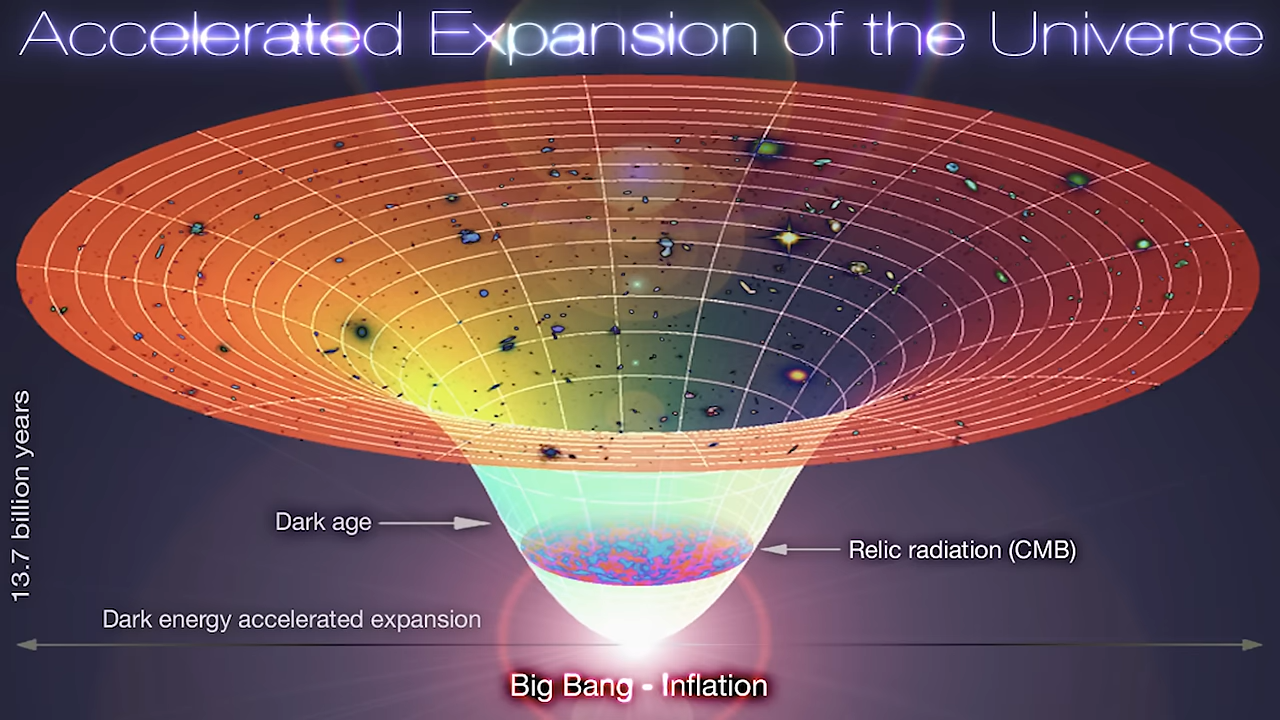 Accelerated Expansion of the Universe
13.7 billion years
Dark age
Relic radiation (CMB)
Dark energy accelerated expansion
Big Bang - Inflation